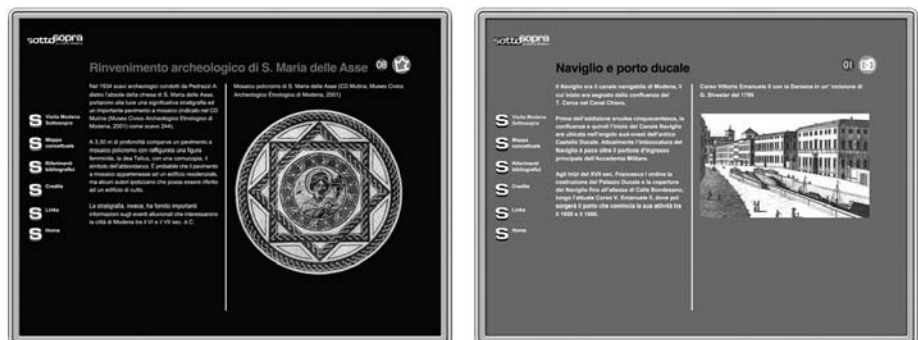 sottosopra
Rinvenimento archeologico di S. Maria delle Asse 08
Nel 1934 scavi archeologici condotti da Pedrazzi A.
dietro l'abside della chiesa di S. Maria delle Asse,
portarono alla luce una significativa stratigrafia ed
un importante pavimento a mosaico (indicato nel CD
Mutina (Museo Civico Archeologico Etnologico di
Modena, 2001) come scavo 244).
A 3,30 m di profondità comparve un pavimento a
mosaico policromo con raffigurata una figura
femminile, la dea Tellus, con una cornucopia, il
simbolo dell'abbondanza. È probabile che il pavimento
a mosaico appartenesse ad un edificio residenziale,
ma alcuni autori ipotizzano che possa essere riferito
ad un edificio di culto.
La stratigrafia, invece, ha fornito importanti
informazioni sugli eventi alluvionali che interessarono
la città di Modena tra il VI e il VII sec. d.C.
Mosaico policromo di S. Maria delle Asse (CD Mutina, Museo Civico
Archeologico Etnologico di Modena, 2001)
S Visita Modena
Sottosopra
S Mappa
concettuale
S Riferimenti
bibliografici
S Credits
S Links
S Home
sottosopra
Naviglio e porto ducale 01
Il Naviglio era il canale navigabile di Modena, il
cui inizio era segnato dalla confluenza del
T. Cerca nel Canal Chiaro.
Prima dell'addizione erculea cinquecentesca, la
confluenza e quindi l'inizio del Canale Naviglio
era ubicata nell'angolo sud-ovest dell'antico
Castello Ducale. Attualmente l'imboccatura del
Naviglio è poco oltre il portone d'ingresso
principale dell'Accademia Militare.
Agli inizi del XVII sec. Francesco I ordina la
costruzione del Palazzo Ducale e la copertura
del Naviglio fino all'altezza di Calle Bondesano,
lungo l'attuale Corso V. Emanuele II, dove poi
sorgerà il porto che comincia la sua attività tra
il 1650 e il 1680.
Corso Vittorio Emanuele II con la Darsena in un' incisione di
G. Silvester del 1789
S Visita Modena
Sottosopra
S Mappa
concettuale
S Riferimenti
bibliografici
S Credits
S Links
S Home